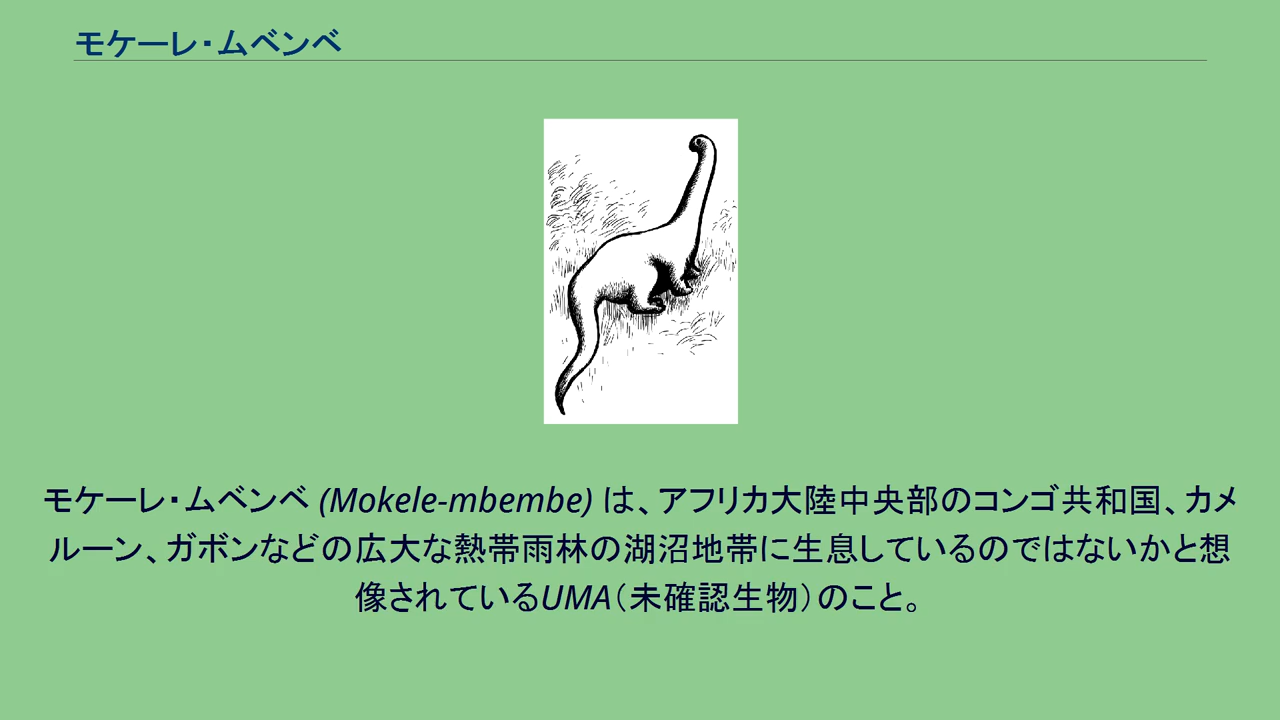 モケーレ・ムベンベ
モケーレ・ムベンベ (Mokele-mbembe) は、アフリカ大陸中央部のコンゴ共和国、カメ
ルーン、ガボンなどの広大な熱帯雨林の湖沼地帯に生息しているのではないかと想
像されているUMA（未確認生物）のこと。